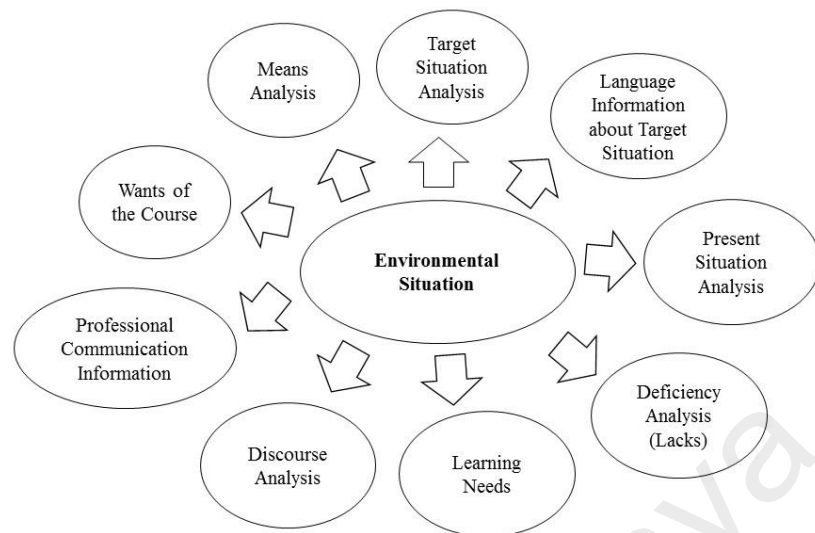 Target
Situation
Analysis
Means
Analysis
Language
Information
about Target
Situation
Wants of
the Course
Environmental
Situation
Present
Situation
Analysis
Professional
Communication
Information
Deficiency
Analysis
(Lacks)
Discourse
Analysis
Learning
Needs